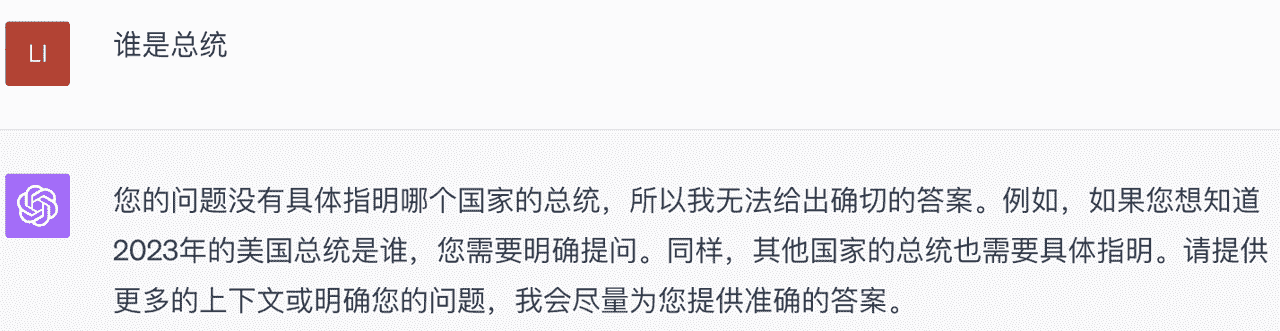 LI
谁是总统
您的问题没有具体指明哪个国家的总统，所以我无法给出确切的答案。例如，如果您想知道
2023年的美国总统是谁，您需要明确提问。同样，其他国家的总统也需要具体指明。请提供
更多的上下文或明确您的问题，我会尽量为您提供准确的答案。